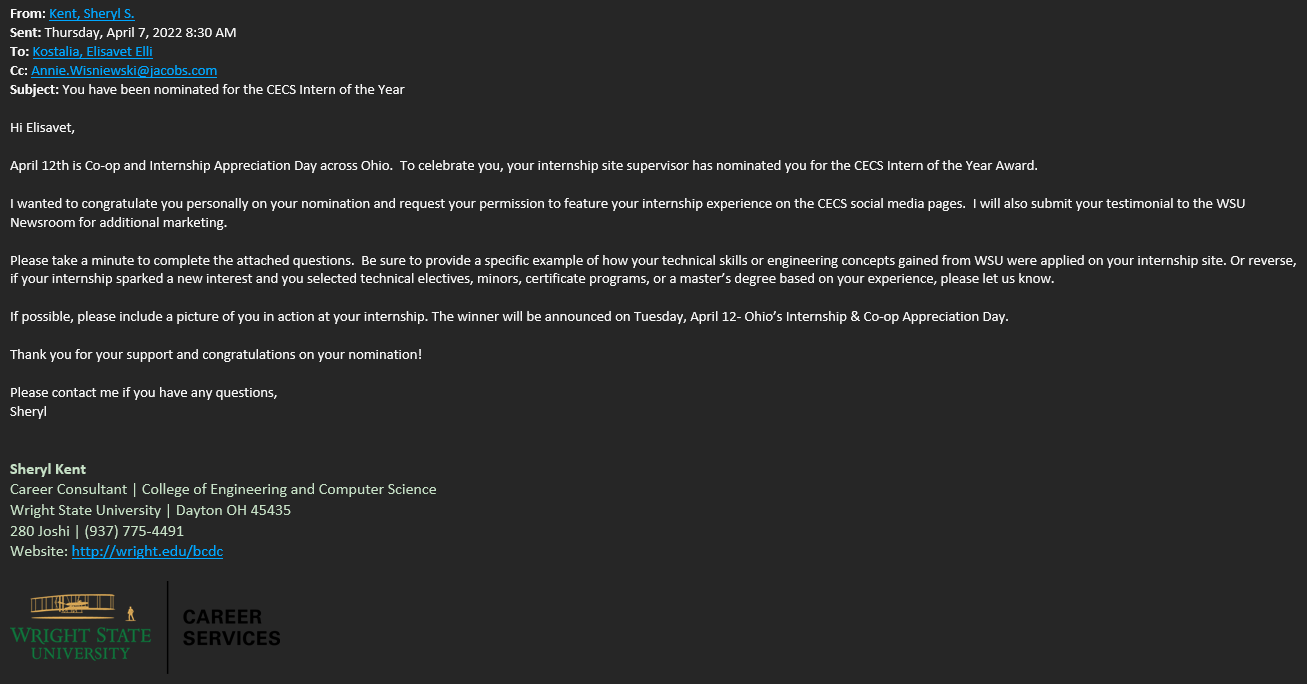 From: Kent, Sheryl S.
Sent: Thursday, April 7, 2022 8:30 AM
To: Kostalia, Elisavet Elli
Cc: Annie.Wisniewski@jacobs.com
Subject: You have been nominated for the CECS Intern of the Year
Hi Elisavet,
April 12th is Co-op and Internship Appreciation Day across Ohio.  To celebrate you, your internship site supervisor has nominated you for the CECS Intern of the Year Award.
I wanted to congratulate you personally on your nomination and request your permission to feature your internship experience on the CECS social media pages.  I will also submit your testimonial to the WSU
Newsroom for additional marketing.
Please take a minute to complete the attached questions.  Be sure to provide a specific example of how your technical skills or engineering concepts gained from WSU were applied on your internship site. Or reverse,
if your internship sparked a new interest and you selected technical electives, minors, certificate programs, or a master’s degree based on your experience, please let us know.
If possible, please include a picture of you in action at your internship. The winner will be announced on Tuesday, April 12- Ohio’s Internship & Co-op Appreciation Day.
Thank you for your support and congratulations on your nomination!
Please contact me if you have any questions,
Sheryl
Sheryl Kent
Career Consultant | College of Engineering and Computer Science
Wright State University | Dayton OH 45435
280 Joshi | (937) 775-4491
Website: http://wright.edu/bcdc
WRIGHT STATE
UNIVERSITY
CAREER
SERVICES